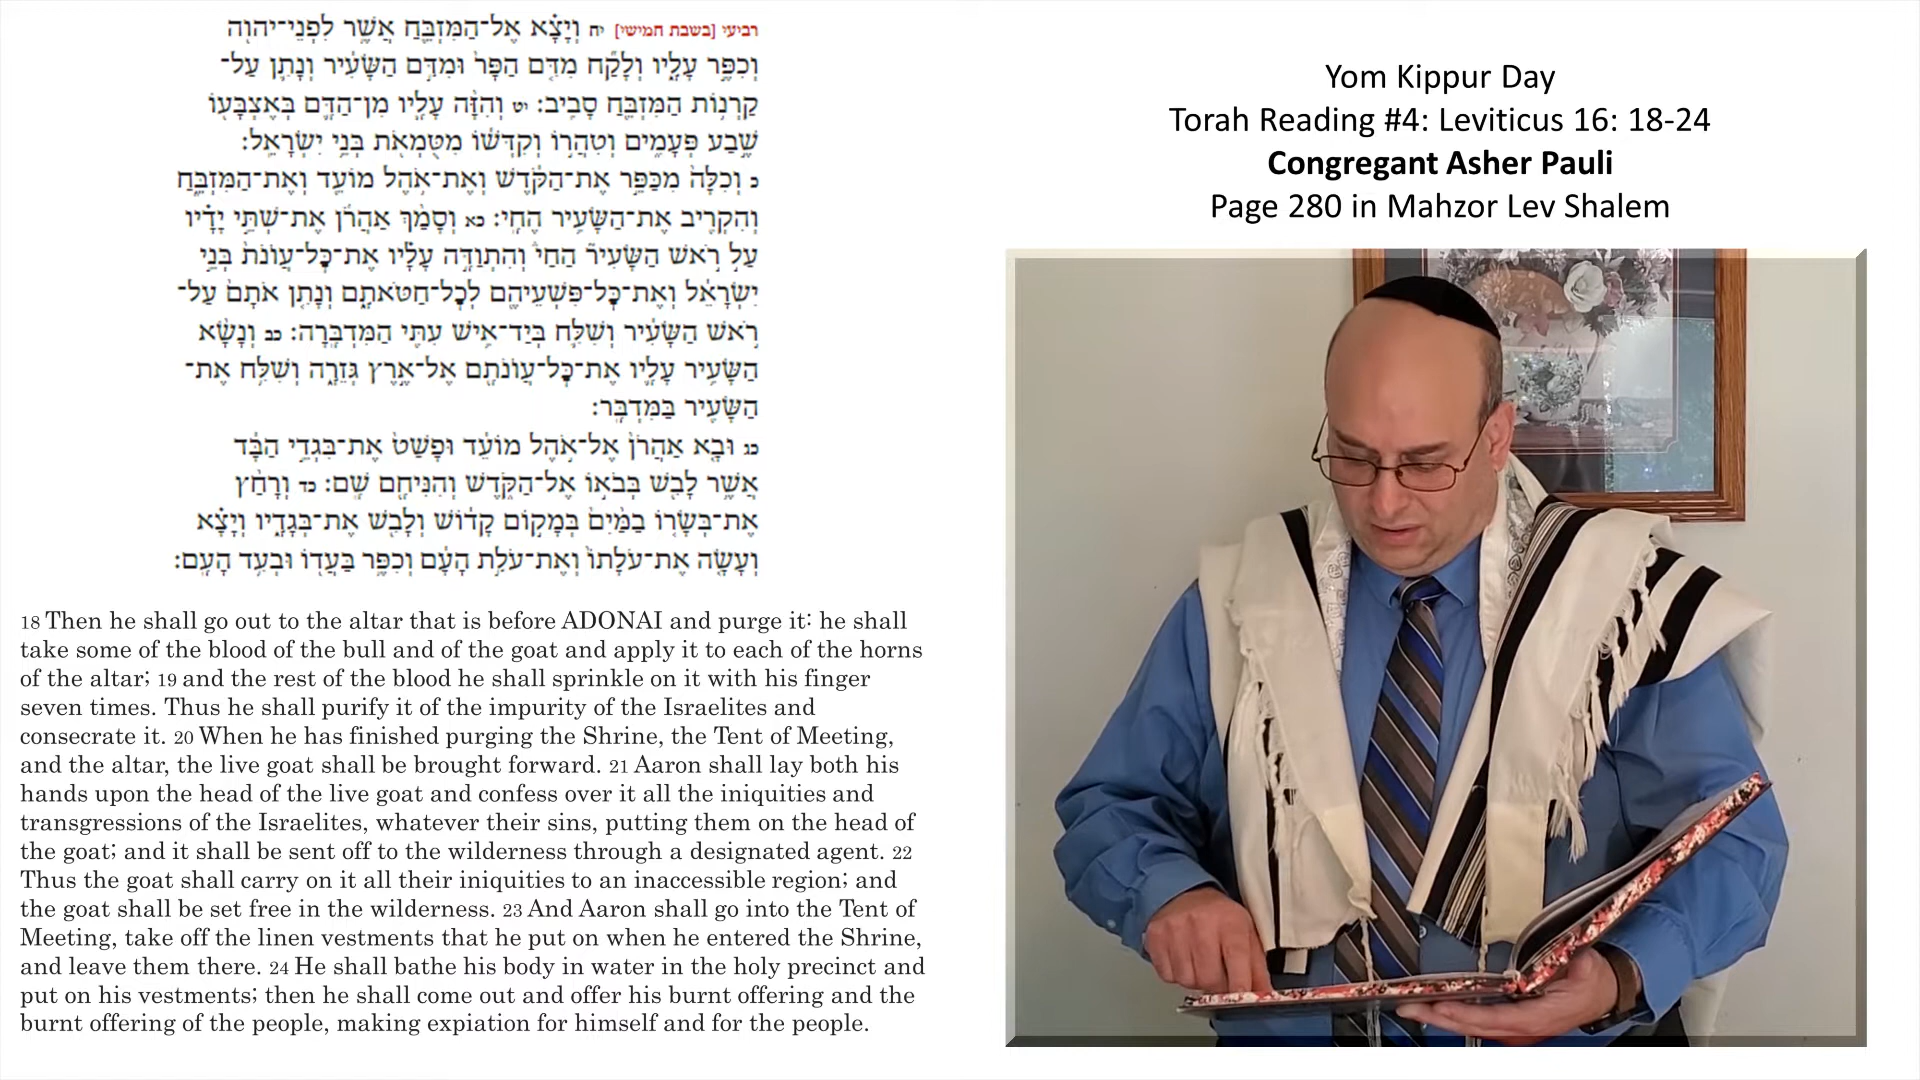 רביעי [בשבת חמישי] יח וְיָצָ֗א אֶל־הַמִּזְבֵּ֛חַ אֲשֶׁ֥ר לִפְנֵֽי־יְהוָ֖ה
וְכִפֶּ֣ר עָלָ֑יו וְלָקַ֞ח מִדַּ֤ם הַפָּר֙ וּמִדַּ֣ם הַשָּׂעִ֔יר וְנָתַ֛ן עַל־
קַרְנ֥וֹת הַמִּזְבֵּ֖חַ סָבִֽיב׃ יט וְהִזָּ֨ה עָלָ֧יו מִן־הַדָּ֛ם בְּאֶצְבָּע֖וֹ
שֶׁ֣בַע פְּעָמִ֑ים וְטִהֲר֣וֹ וְקִדְּשׁ֔וֹ מִטֻּמְאֹ֖ת בְּנֵ֥י יִשְׂרָאֵֽל׃
כ וְכִלָּה֙ מִכַּפֵּ֣ר אֶת־הַקֹּ֔דֶשׁ וְאֶת־אֹ֥הֶל מוֹעֵ֖ד וְאֶת־הַמִּזְבֵּ֑חַ
וְהִקְרִ֖יב אֶת־הַשָּׂעִ֥יר הֶחָֽי׃ כא וְסָמַ֨ךְ אַהֲרֹ֜ן אֶת־שְׁתֵּ֣י יָדָ֗יו
עַ֣ל רֹ֣אשׁ הַשָּׂעִיר֮ הַחַי֒ וְהִתְוַדָּ֣ה עָלָ֗יו אֶת־כׇּל־עֲוֺנֹת֙ בְּנֵ֣י
יִשְׂרָאֵ֔ל וְאֶת־כׇּל־פִּשְׁעֵיהֶ֖ם לְכׇל־חַטֹּאתָ֑ם וְנָתַ֤ן אֹתָם֙ עַל־
רֹ֣אשׁ הַשָּׂעִ֔יר וְשִׁלַּ֛ח בְּיַד־אִ֥ישׁ עִתִּ֖י הַמִּדְבָּֽרָה׃ כב וְנָשָׂ֨א
הַשָּׂעִ֥יר עָלָ֛יו אֶת־כׇּל־עֲוֺנֹתָ֖ם אֶל־אֶ֣רֶץ גְּזֵרָ֑ה וְשִׁלַּ֥ח אֶת־
הַשָּׂעִ֖יר בַּמִּדְבָּֽר׃
כג וּבָ֤א אַהֲרֹן֙ אֶל־אֹ֣הֶל מוֹעֵ֔ד וּפָשַׁט֙ אֶת־בִּגְדֵ֣י הַבָּ֔ד
אֲשֶׁ֥ר לָבַ֖שׁ בְּבֹא֣וֹ אֶל־הַקֹּ֑דֶשׁ וְהִנִּיחָ֖ם שָֽׁם׃ כד וְרָחַ֨ץ
אֶת־בְּשָׂר֤וֹ בַמַּ֙יִם֙ בְּמָק֣וֹם קָד֔וֹשׁ וְלָבַ֖שׁ אֶת־בְּגָדָ֑יו וְיָצָ֗א
וְעָשָׂ֤ה אֶת־עֹֽלָתוֹ֙ וְאֶת־עֹלַ֣ת הָעָ֔ם וְכִפֶּ֥ר בַּעֲד֖וֹ וּבְעַ֥ד הָעָֽם׃
18 Then he shall go out to the altar that is before ADONAI and purge it: he shall
take some of the blood of the bull and of the goat and apply it to each of the horns
of the altar; 19 and the rest of the blood he shall sprinkle on it with his finger
seven times. Thus he shall purify it of the impurity of the Israelites and
consecrate it. 20 When he has finished purging the Shrine, the Tent of Meeting,
and the altar, the live goat shall be brought forward. 21 Aaron shall lay both his
hands upon the head of the live goat and confess over it all the iniquities and
transgressions of the Israelites, whatever their sins, putting them on the head of
the goat; and it shall be sent off to the wilderness through a designated agent. 22
Thus the goat shall carry on it all their iniquities to an inaccessible region; and
the goat shall be set free in the wilderness. 23 And Aaron shall go into the Tent of
Meeting, take off the linen vestments that he put on when he entered the Shrine,
and leave them there. 24 He shall bathe his body in water in the holy precinct and
put on his vestments; then he shall come out and offer his burnt offering and the
burnt offering of the people, making expiation for himself and for the people.
Yom Kippur Day
Torah Reading #4: Leviticus 16: 18-24
Congregant Asher Pauli
Page 280 in Mahzor Lev Shalem